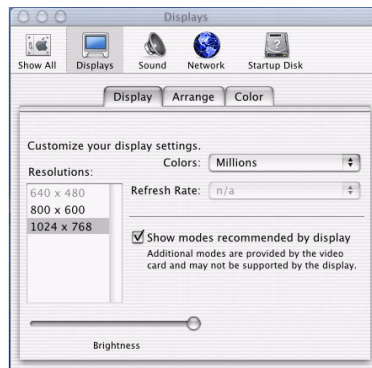 Displays
Show All Displays Sound Network Startup Disk
Display Arrange Color
Customize your display settings.
Colors: Millions
Resolutions:
Refresh Rate: n/a
640 x 480
800 x 600
1024 x 768
Show modes recommended by display
Additional modes are provided by the video
card and may not be supported by the display.
Brightness